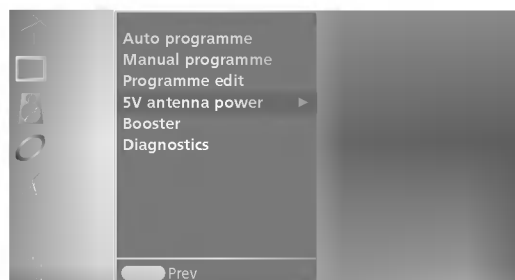 Auto programme
Manual programme
Programme edit
5V antenna power
Booster
Diagnostics
Prev